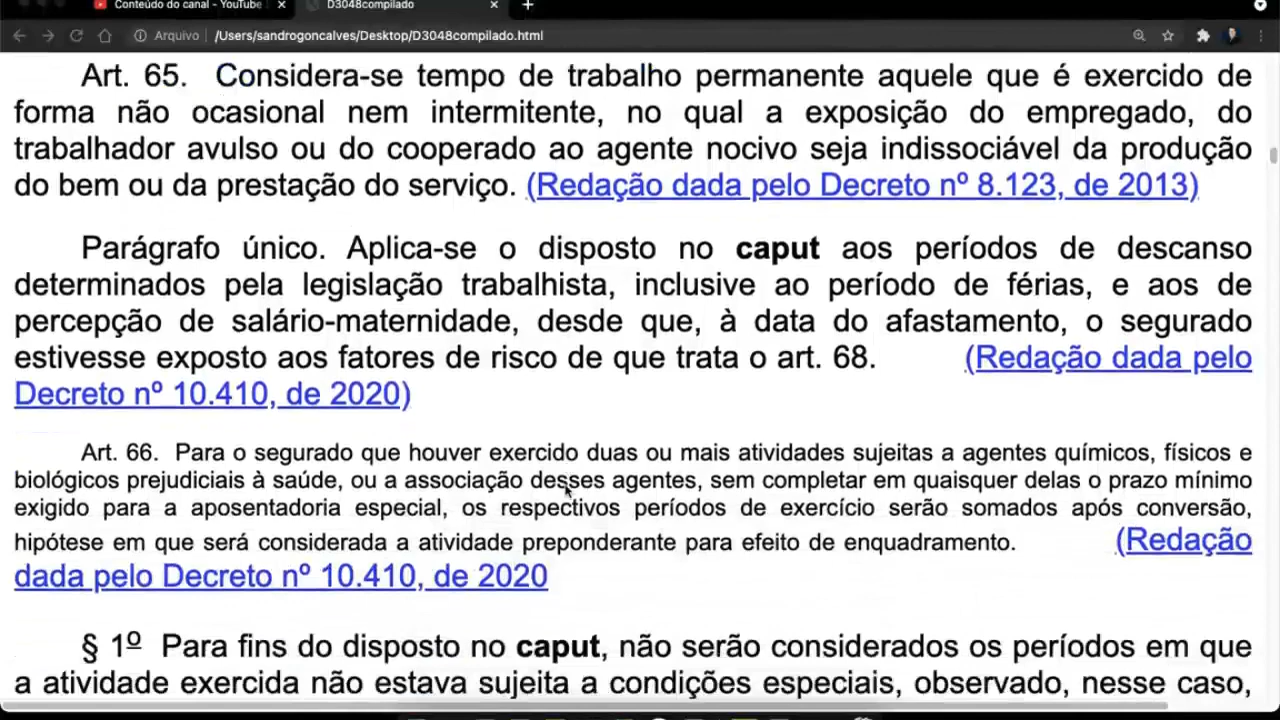 Conteúdo do canal - YouTube
D3048compilado
Arquivo /Users/sandrogoncalves/Desktop/D3048compilado.html
Art. 65. Considera-se tempo de trabalho permanente aquele que é exercido de
forma não ocasional nem intermitente, no qual a exposição do empregado, do
trabalhador avulso ou do cooperado ao agente nocivo seja indissociável da produção
do bem ou da prestação do serviço. (Redação dada pelo Decreto nº 8.123, de 2013)
Parágrafo único. Aplica-se o disposto no caput aos períodos de descanso
determinados pela legislação trabalhista, inclusive ao período de férias, e aos de
percepção de salário-maternidade, desde que, à data do afastamento, o segurado
estivesse exposto aos fatores de risco de que trata o art. 68. (Redação dada pelo
Decreto nº 10.410, de 2020)
Art. 66. Para o segurado que houver exercido duas ou mais atividades sujeitas a agentes químicos, físicos e
biológicos prejudiciais à saúde, ou a associação desses agentes, sem completar em quaisquer delas o prazo mínimo
exigido para a aposentadoria especial, os respectivos períodos de exercício serão somados após conversão,
hipótese em que será considerada a atividade preponderante para efeito de enquadramento. (Redação
dada pelo Decreto nº 10.410, de 2020
§ 1º Para fins do disposto no caput, não serão considerados os períodos em que
a atividade exercida não estava sujeita a condições especiais, observado, nesse caso,